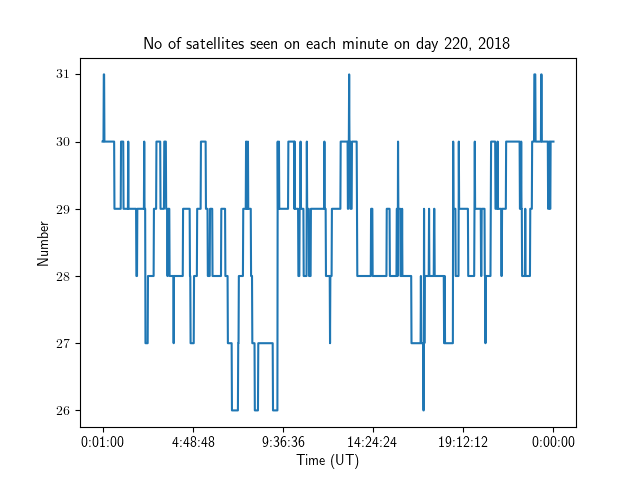 No of satellites seen on each minute on day 220, 2018
31
30
29
28
27
26
Number
0:01:00 4:48:48 9:36:36 14:24:24 19:12:12 0:00:00
Time (UT)